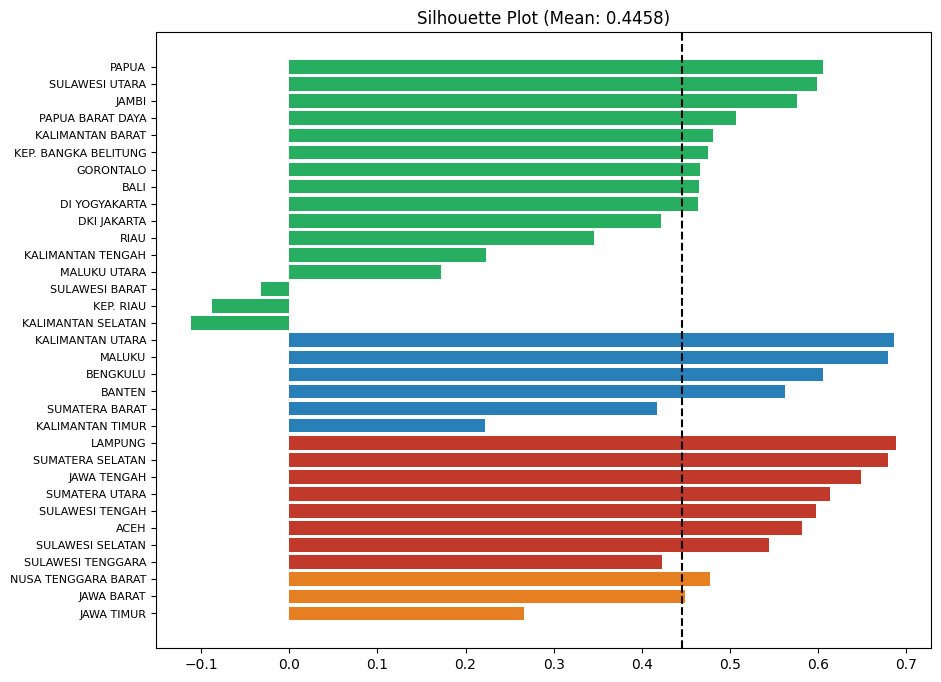 Silhouette Plot (Mean: 0.4458)
PAPUA
SULAWESI UTARA
JAMBI
PAPUA BARAT DAYA
KALIMANTAN BARAT
KEP. BANGKA BELITUNG
GORONTALO
BALI
DI YOGYAKARTA
DKI JAKARTA
RIAU
KALIMANTAN TENGAH
MALUKU UTARA
SULAWESI BARAT
KEP. RIAU
KALIMANTAN SELATAN
KALIMANTAN UTARA
MALUKU
BENGKULU
BANTEN
SUMATERA BARAT
KALIMANTAN TIMUR
LAMPUNG
SUMATERA SELATAN
JAWA TENGAH
SUMATERA UTARA
SULAWESI TENGAH
ACEH
SULAWESI SELATAN
SULAWESI TENGGARA
NUSA TENGGARA BARAT
JAWA BARAT
JAWA TIMUR
−0.1 0.0 0.1 0.2 0.3 0.4 0.5 0.6 0.7